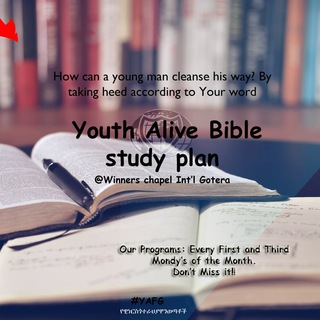 How can a young man cleanse his way? By
taking heed according to Your word
Youth Alive Bible
study plan
@Winners chapel Int'l Gotera
Our Programs: Every First and Third
Mondy's of the Month.
Don't Miss it!!
#YAFG